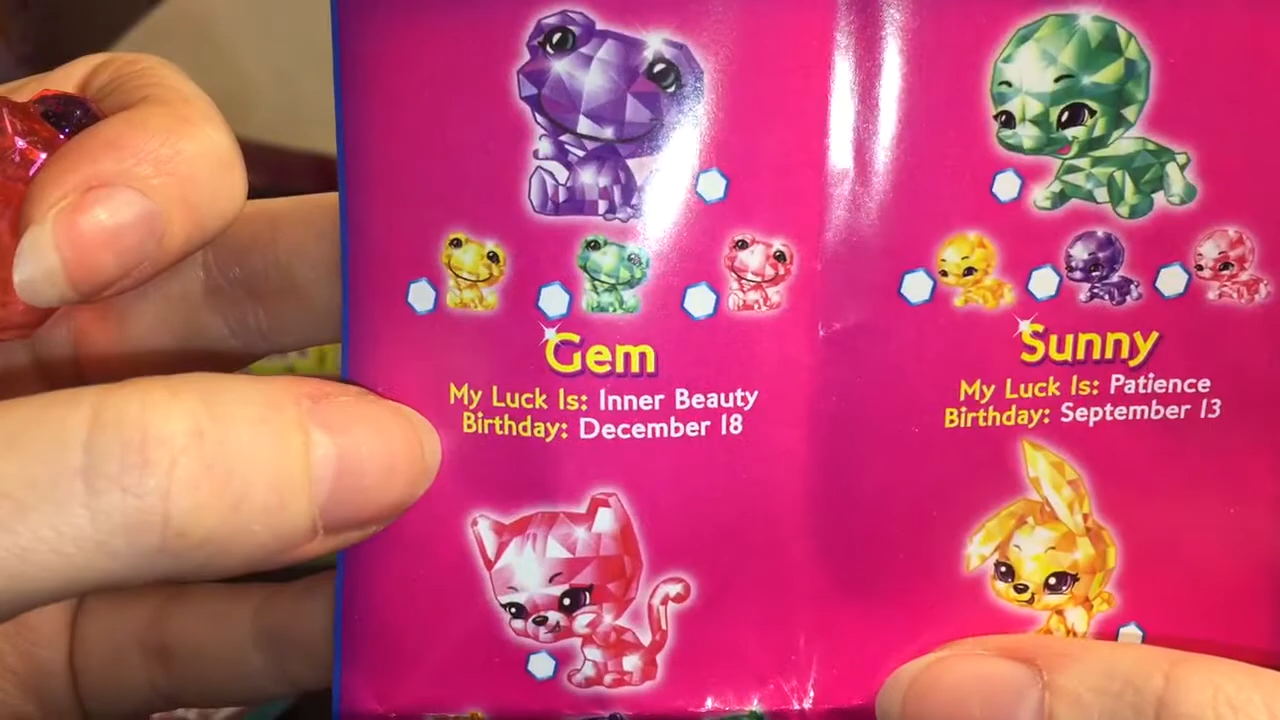 Gem
My Luck Is: Inner Beauty
Birthday: December 18
Sunny
My Luck Is: Patience
Birthday: September 13